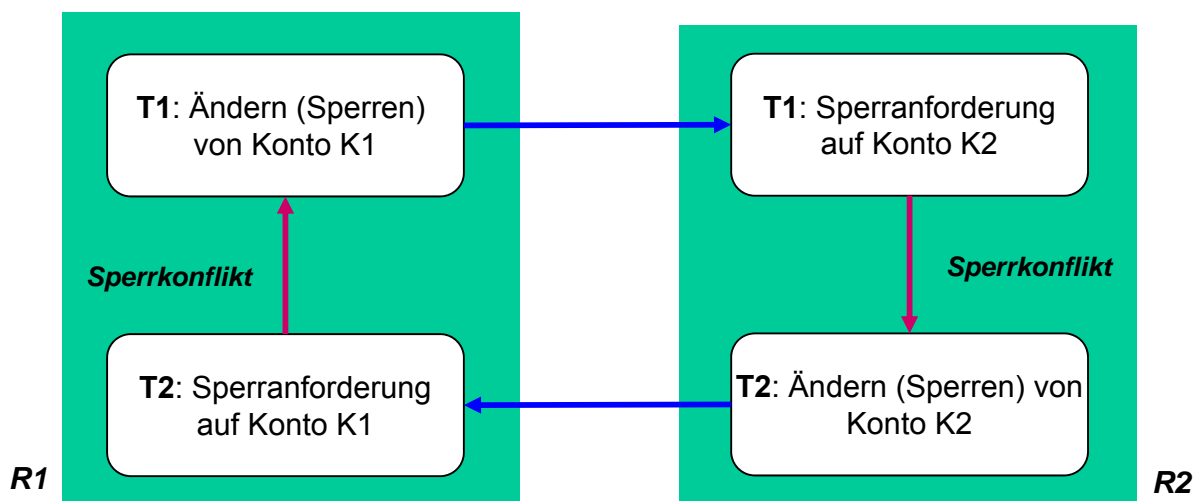 T1: Ändern (Sperren)
von Konto K1
T1: Sperranforderung
auf Konto K2
Sperrkonflikt
Sperrkonflikt
T2: Sperranforderung
auf Konto K1
T2: Ändern (Sperren) von
Konto K2
R1
R2